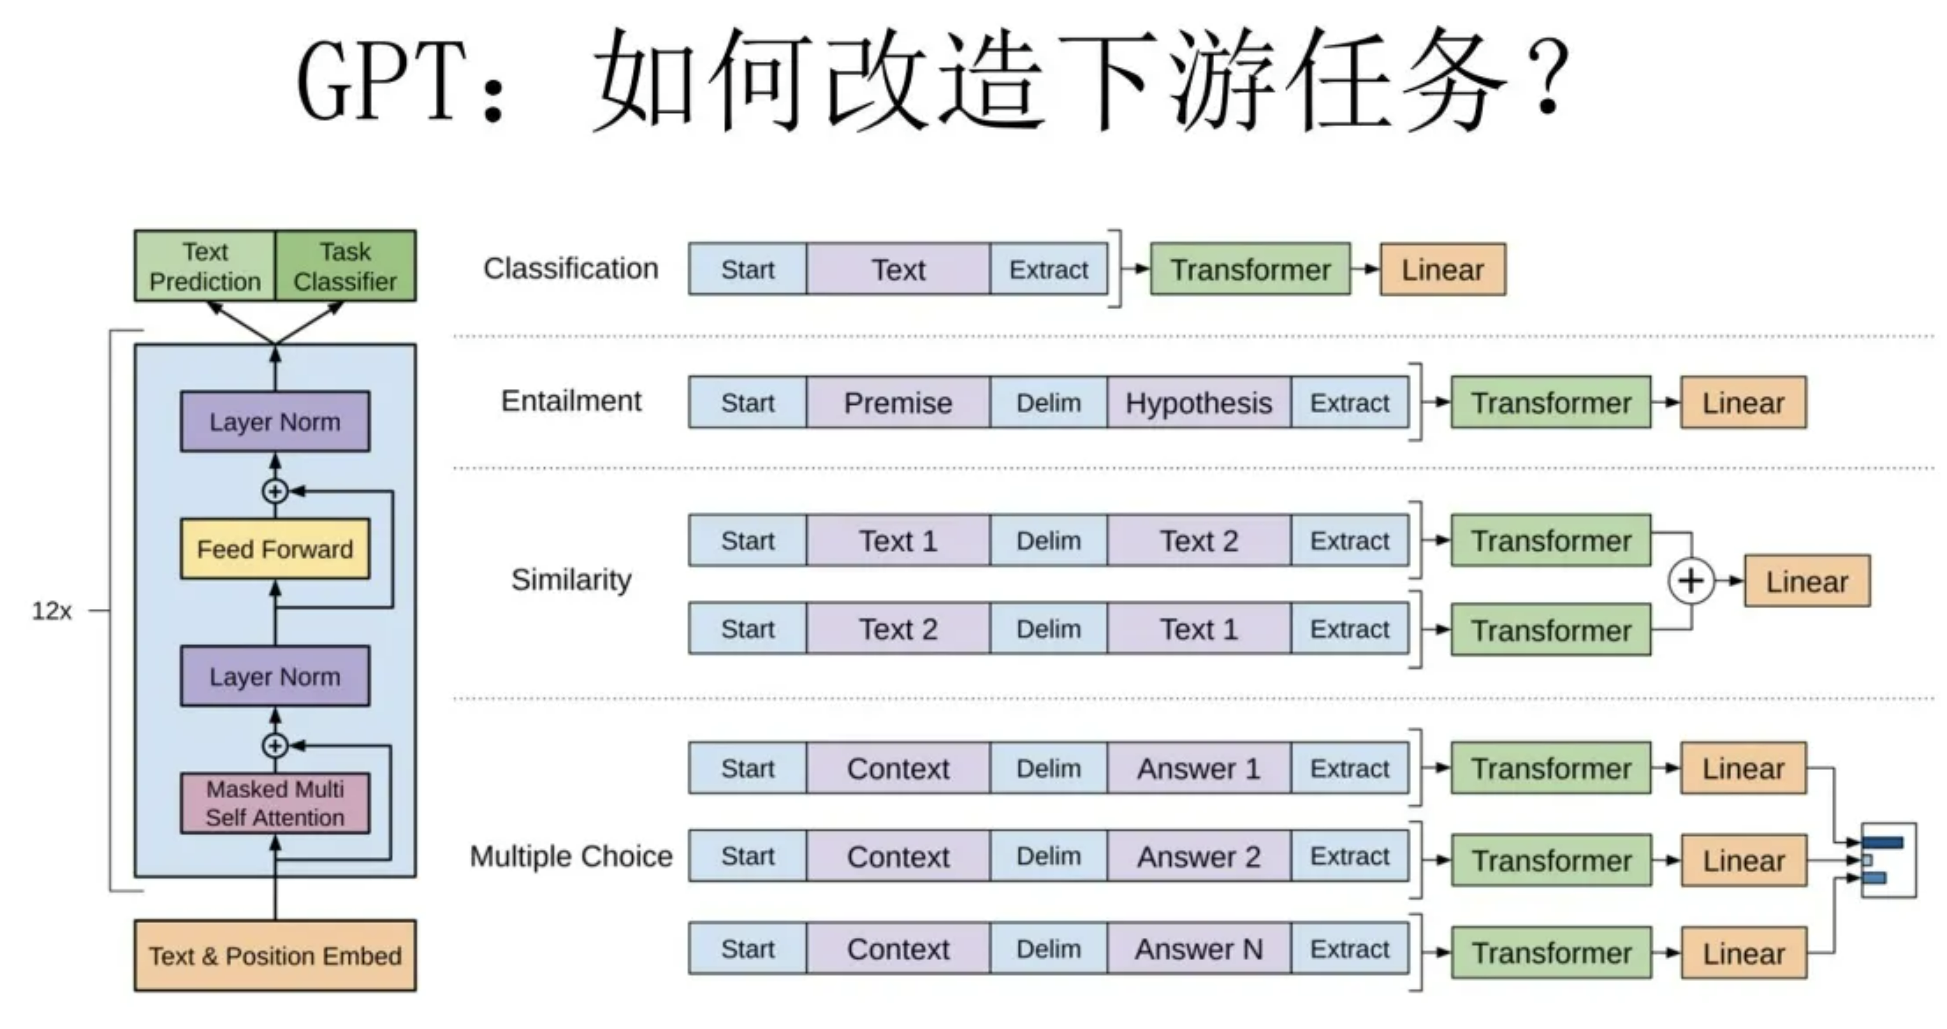 GPT: 如何改造下游任务?
Text
Prediction
Task
Classifier
12x
Layer Norm
Feed Forward
Layer Norm
Masked Multi
Self Attention
Text & Position Embed
Classification
Start Text Extract Transformer Linear
Entailment
Start Premise Delim Hypothesis Extract Transformer Linear
Similarity
Start Text 1 Delim Text 2 Extract Transformer
Start Text 2 Delim Text 1 Extract Transformer
Linear
Multiple Choice
Start Context Delim Answer 1 Extract Transformer Linear
Start Context Delim Answer 2 Extract Transformer Linear
Start Context Delim Answer N Extract Transformer Linear